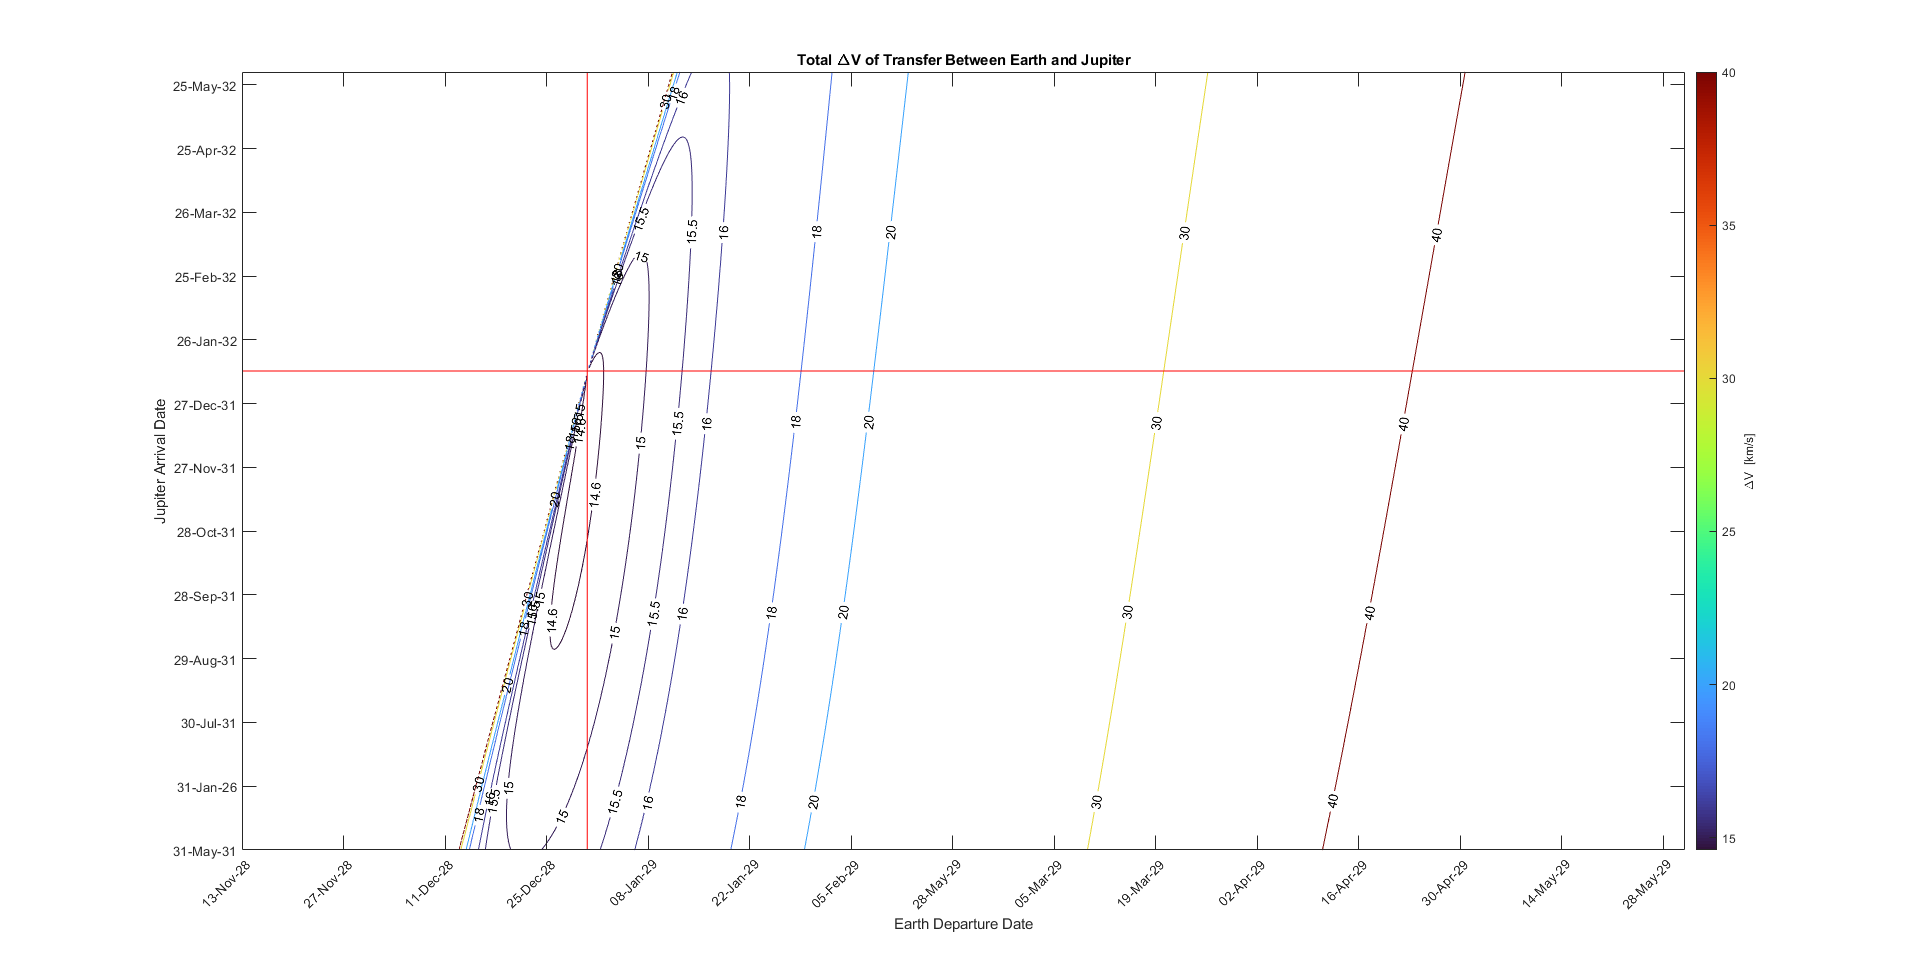 Total ΔV of Transfer Between Earth and Jupiter
Jupiter Arrival Date
25-May-32
25-Apr-32
26-Mar-32
25-Feb-32
26-Jan-32
27-Dec-31
27-Nov-31
28-Oct-31
28-Sep-31
29-Aug-31
30-Jul-31
31-Jan-26
31-May-31
30
18
16
15.5
15.5
16
18
20
30
40
15
15
14.6
15
15.5
16
18
20
30
40
14.6
20
30
15
18
14.6
15
15.5
16
18
20
30
40
20
30
18
15.5
15
15
15.5
16
18
20
30
40
13-Nov-28
27-Nov-28
11-Dec-28
25-Dec-28
08-Jan-29
22-Jan-29
05-Feb-29
28-May-29
05-Mar-29
19-Mar-29
02-Apr-29
16-Apr-29
30-Apr-29
14-May-29
28-May-29
Earth Departure Date
40
35
30
25
20
15
ΔV [km/s]